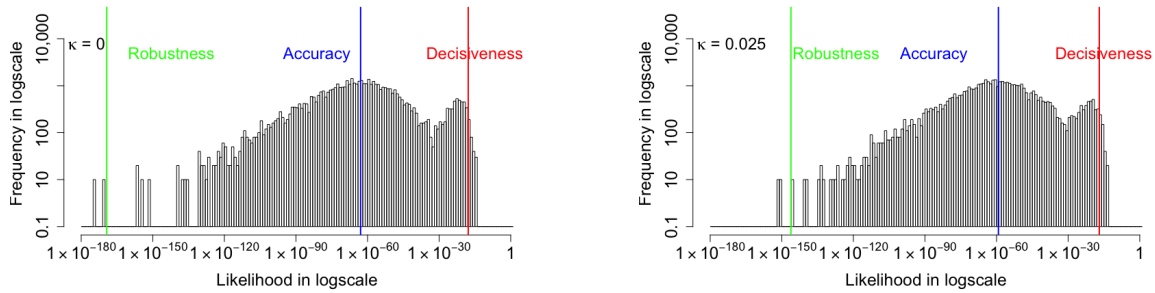 κ = 0
Robustness
Accuracy
Decisiveness
Frequency in logscale
10,000
100
10
0.1
1 × 10⁻¹⁸⁰
1 × 10⁻¹⁵⁰
1 × 10⁻¹²⁰
1 × 10⁻⁹⁰
1 × 10⁻⁶⁰
1 × 10⁻³⁰
1
Likelihood in logscale
κ = 0.025
Robustness
Accuracy
Decisiveness
Frequency in logscale
10,000
100
10
0.1
1 × 10⁻¹⁸⁰
1 × 10⁻¹⁵⁰
1 × 10⁻¹²⁰
1 × 10⁻⁹⁰
1 × 10⁻⁶⁰
1 × 10⁻³⁰
1
Likelihood in logscale